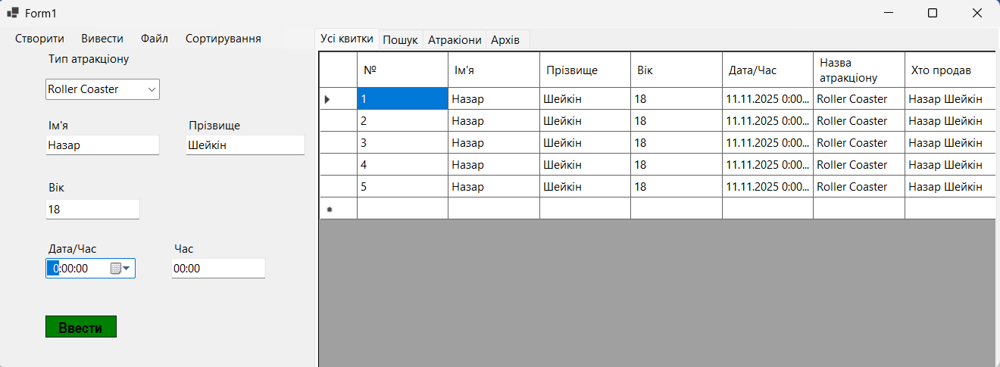 Form1
Створити Вивести Файл Сортирування
Тип атракціону
Roller Coaster
Ім'я Прізвище
Назар Шейкін
Вік
18
Дата/Час Час
0:00:00 00:00
Ввести
Усі квитки Пошук Атракіони Архів
№ Ім'я Прізвище Вік Дата/Час Назва атракціону Хто продав
1 Назар Шейкін 18 11.11.2025 0:00... Roller Coaster Назар Шейкін
2 Назар Шейкін 18 11.11.2025 0:00... Roller Coaster Назар Шейкін
3 Назар Шейкін 18 11.11.2025 0:00... Roller Coaster Назар Шейкін
4 Назар Шейкін 18 11.11.2025 0:00... Roller Coaster Назар Шейкін
5 Назар Шейкін 18 11.11.2025 0:00... Roller Coaster Назар Шейкін